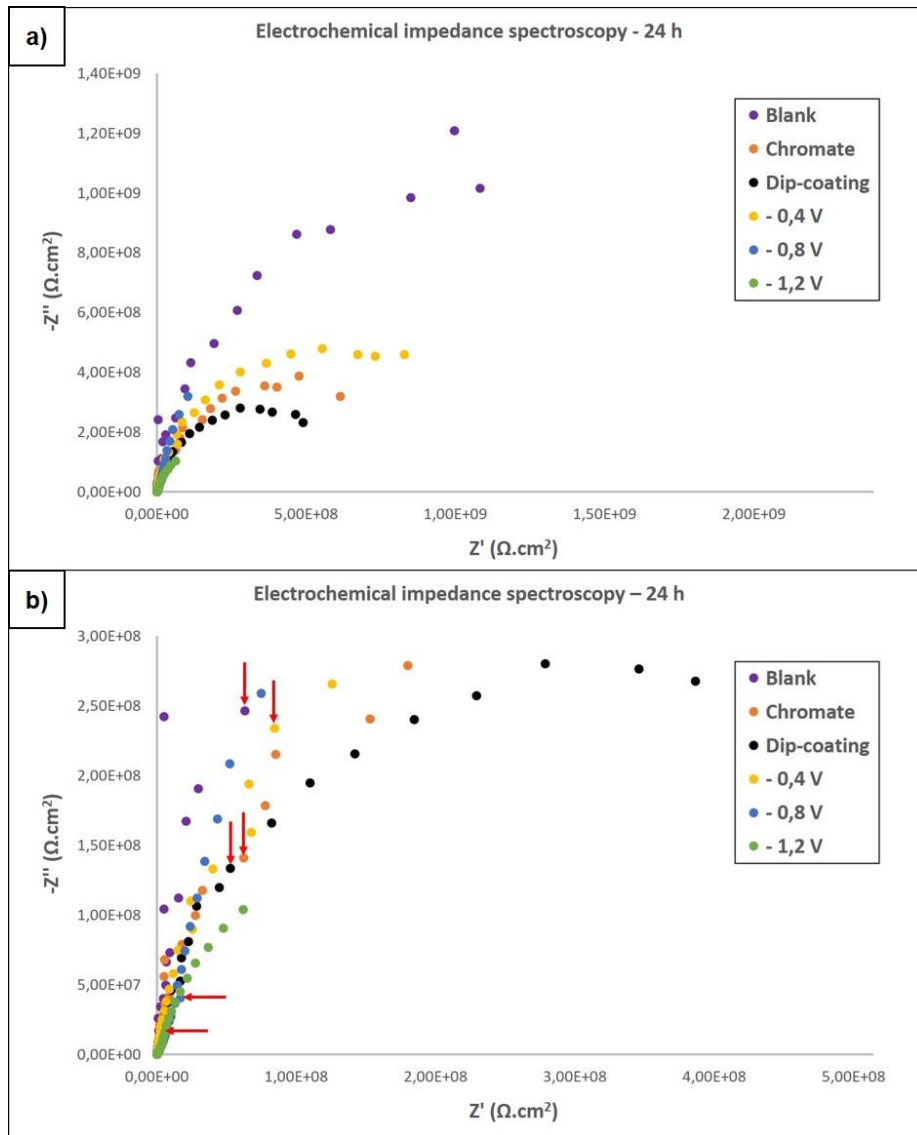 a)
Electrochemical impedance spectroscopy - 24 h
-Z'' (Ω.cm²)
1,40E+09
1,20E+09
1,00E+09
8,00E+08
6,00E+08
4,00E+08
2,00E+08
0,00E+00
0,00E+00 5,00E+08 1,00E+09 1,50E+09 2,00E+09
Z' (Ω.cm²)
Blank
Chromate
Dip-coating
- 0,4 V
- 0,8 V
- 1,2 V
b)
Electrochemical impedance spectroscopy – 24 h
-Z'' (Ω.cm²)
3,00E+08
2,50E+08
2,00E+08
1,50E+08
1,00E+08
5,00E+07
0,00E+00
0,00E+00 1,00E+08 2,00E+08 3,00E+08 4,00E+08 5,00E+08
Z' (Ω.cm²)
Blank
Chromate
Dip-coating
- 0,4 V
- 0,8 V
- 1,2 V